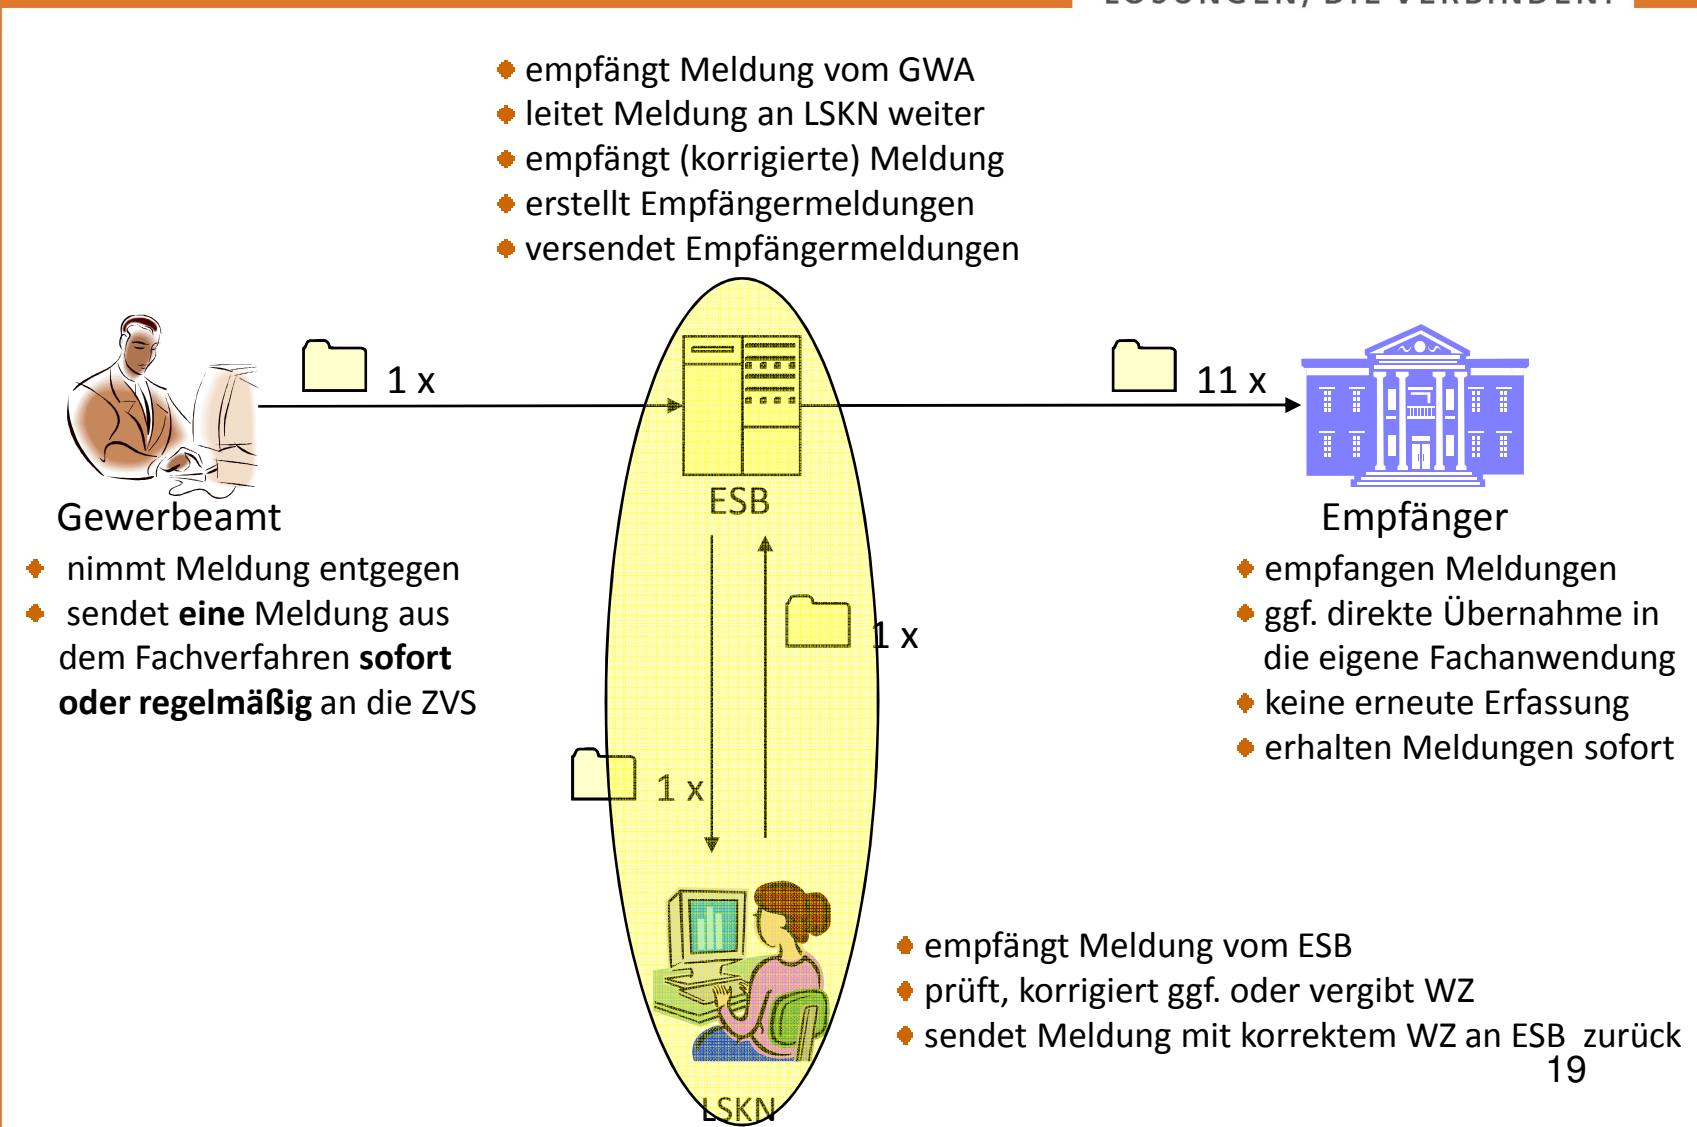 LÖSUNGEN, DIE VERBINDEN!
empfängt Meldung vom GWA
leitet Meldung an LSKN weiter
empfängt (korrigierte) Meldung
erstellt Empfängermeldungen
versendet Empfängermeldungen
1 x
11 x
ESB
Gewerbeamt
nimmt Meldung entgegen
sendet eine Meldung aus
dem Fachverfahren sofort
oder regelmäßig an die ZVS
Empfänger
empfangen Meldungen
ggf. direkte Übernahme in
die eigene Fachanwendung
keine erneute Erfassung
erhalten Meldungen sofort
1 x
1 x
empfängt Meldung vom ESB
prüft, korrigiert ggf. oder vergibt WZ
sendet Meldung mit korrektem WZ an ESB zurück
19
LSKN